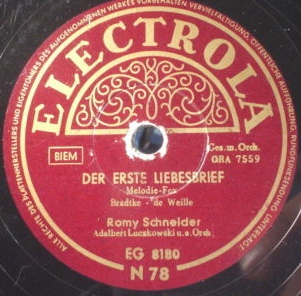 ALLE RECHTE DES PLATTENHERSTELLERS UND EIGENTÜMERS DES AUFGENOMMENEN WERKES VORBEHALTEN VERVIELFÄLTIGUNG, ÖFFENTLICHE AUFFÜHRUNG, RUNDFUNKSENDUNG UNTERSAGT
ELECTROLA
BIEM
Ges.m.Orch.
ORA 7559
DER ERSTE LIEBESBRIEF
Melodie-Fox
Bradtke - de Weille
Romy Schneider
Adalbert Luczkowski u.s.Orch
EG 8180
N 78